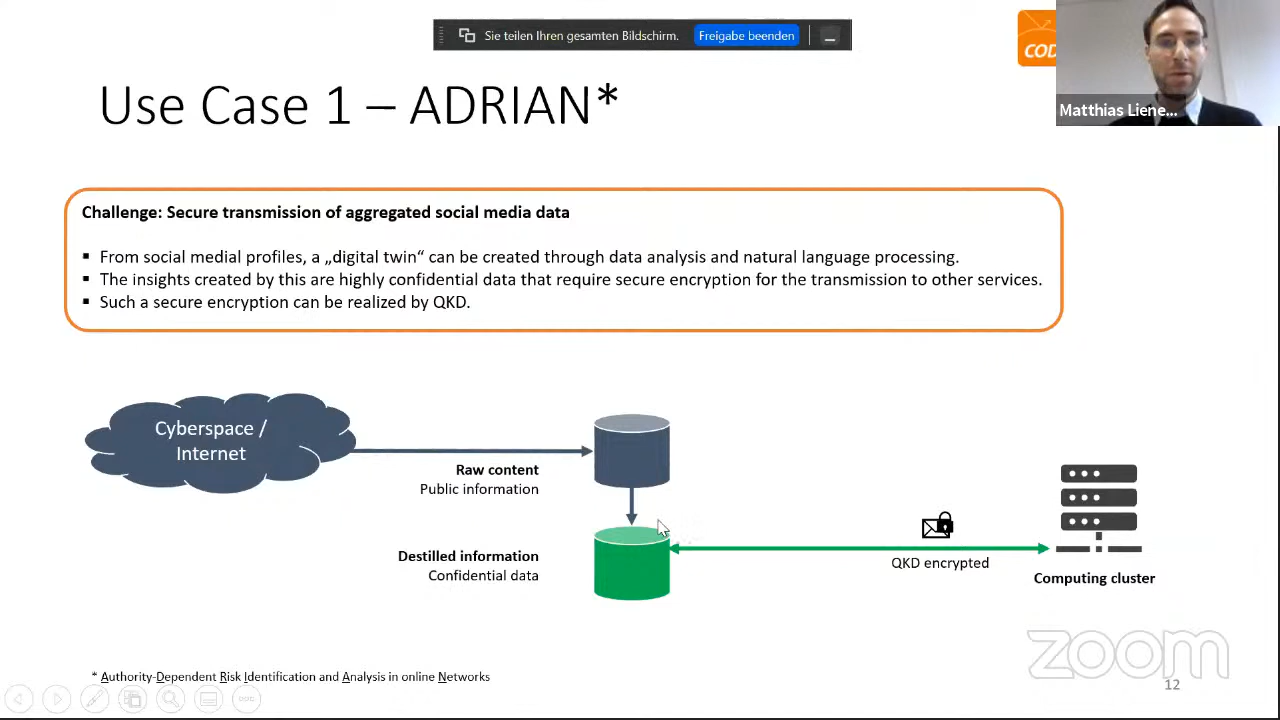 Sie teilen Ihren gesamten Bildschirm. Freigabe beenden
COD
Matthias Liene...
Use Case 1 – ADRIAN*
Challenge: Secure transmission of aggregated social media data
▪ From social medial profiles, a „digital twin“ can be created through data analysis and natural language processing.
▪ The insights created by this are highly confidential data that require secure encryption for the transmission to other services.
▪ Such a secure encryption can be realized by QKD.
Cyberspace /
Internet
Raw content
Public information
Destilled information
Confidential data
QKD encrypted
Computing cluster
* Authority-Dependent Risk Identification and Analysis in online Networks
zoom
12